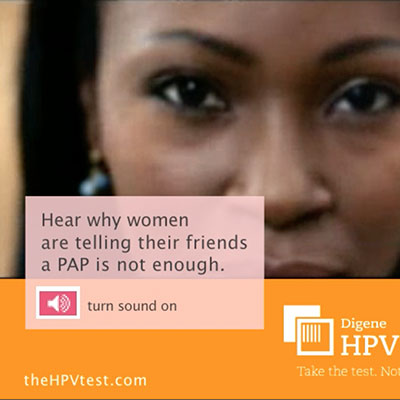 Hear why women
are telling their friends
a PAP is not enough.
turn sound on
Digene
HPV
Take the test. Not
theHPVtest.com